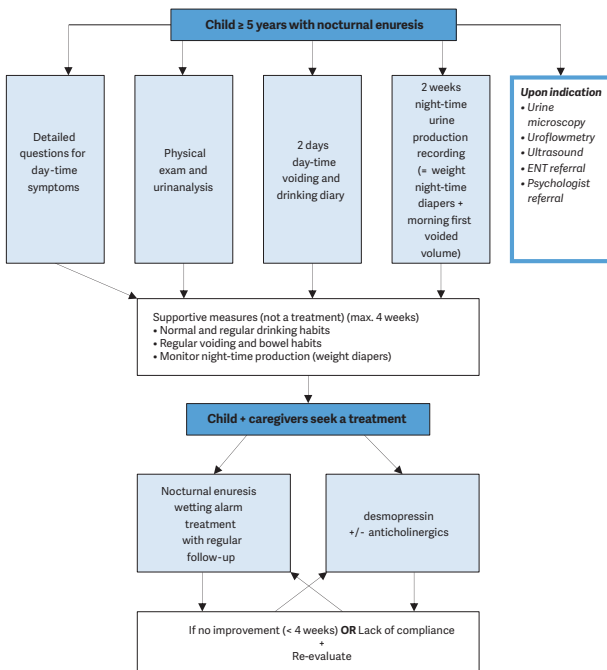 Child ≥ 5 years with nocturnal enuresis
Detailed
questions for
day-time
symptoms
Physical
exam and
urinanalysis
2 days
day-time
voiding and
drinking diary
2 weeks
night-time
urine
production
recording
(= weight
night-time
diapers +
morning first
voided
volume)
Upon indication
• Urine
microscopy
• Uroflowmetry
• Ultrasound
• ENT referral
• Psychologist
referral
Supportive measures (not a treatment) (max. 4 weeks)
• Normal and regular drinking habits
• Regular voiding and bowel habits
• Monitor night-time production (weight diapers)
Child + caregivers seek a treatment
Nocturnal enuresis
wetting alarm
treatment
with regular
follow-up
desmopressin
+/- anticholinergics
If no improvement (< 4 weeks) OR Lack of compliance
+
Re-evaluate